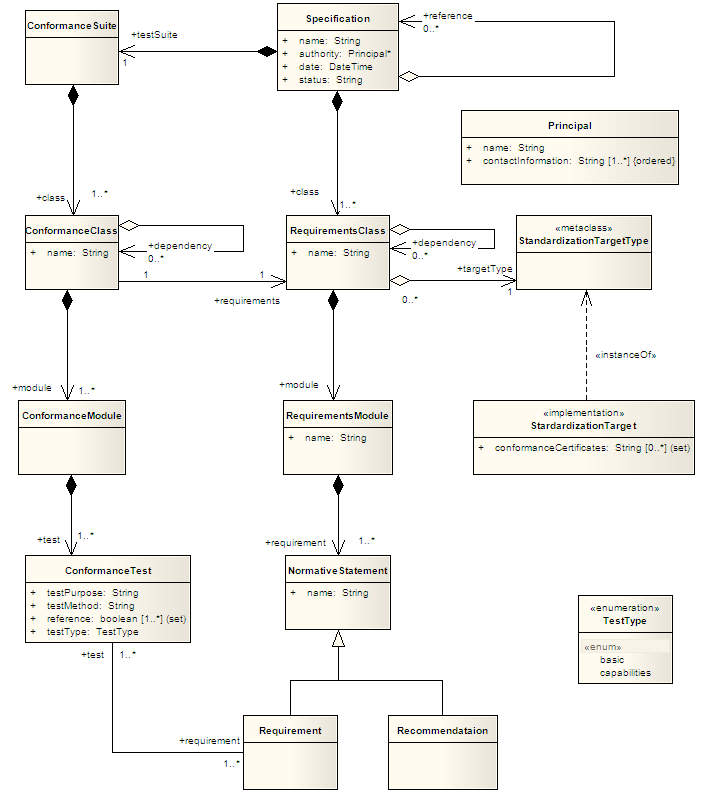 ConformanceSuite
+testSuite
1
Specification
+ name: String
+ authority: Principal*
+ date: DateTime
+ status: String
+reference
0..*
Principal
+ name: String
+ contactInformation: String [1..*] {ordered}
+class
1..*
+class
1..*
ConformanceClass
+ name: String
+dependency
0..*
RequirementsClass
+ name: String
+dependency
0..*
«metaclass»
StandardizationTargetType
1
1
+requirements
+targetType
0..*
1
«instanceOf»
+module
1..*
+module
ConformanceModule
RequirementsModule
+ name: String
«implementation»
StardardizationTarget
+ conformanceCertificates: String [0..*] (set)
+test
1..*
+requirement
1..*
ConformanceTest
+ testPurpose: String
+ testMethod: String
+ reference: boolean [1..*] (set)
+ testType: TestType
NormativeStatement
+ name: String
«enumeration»
TestType
«enum»
basic
capabilities
+test
1..*
+requirement
1..*
Requirement
Recommendataion